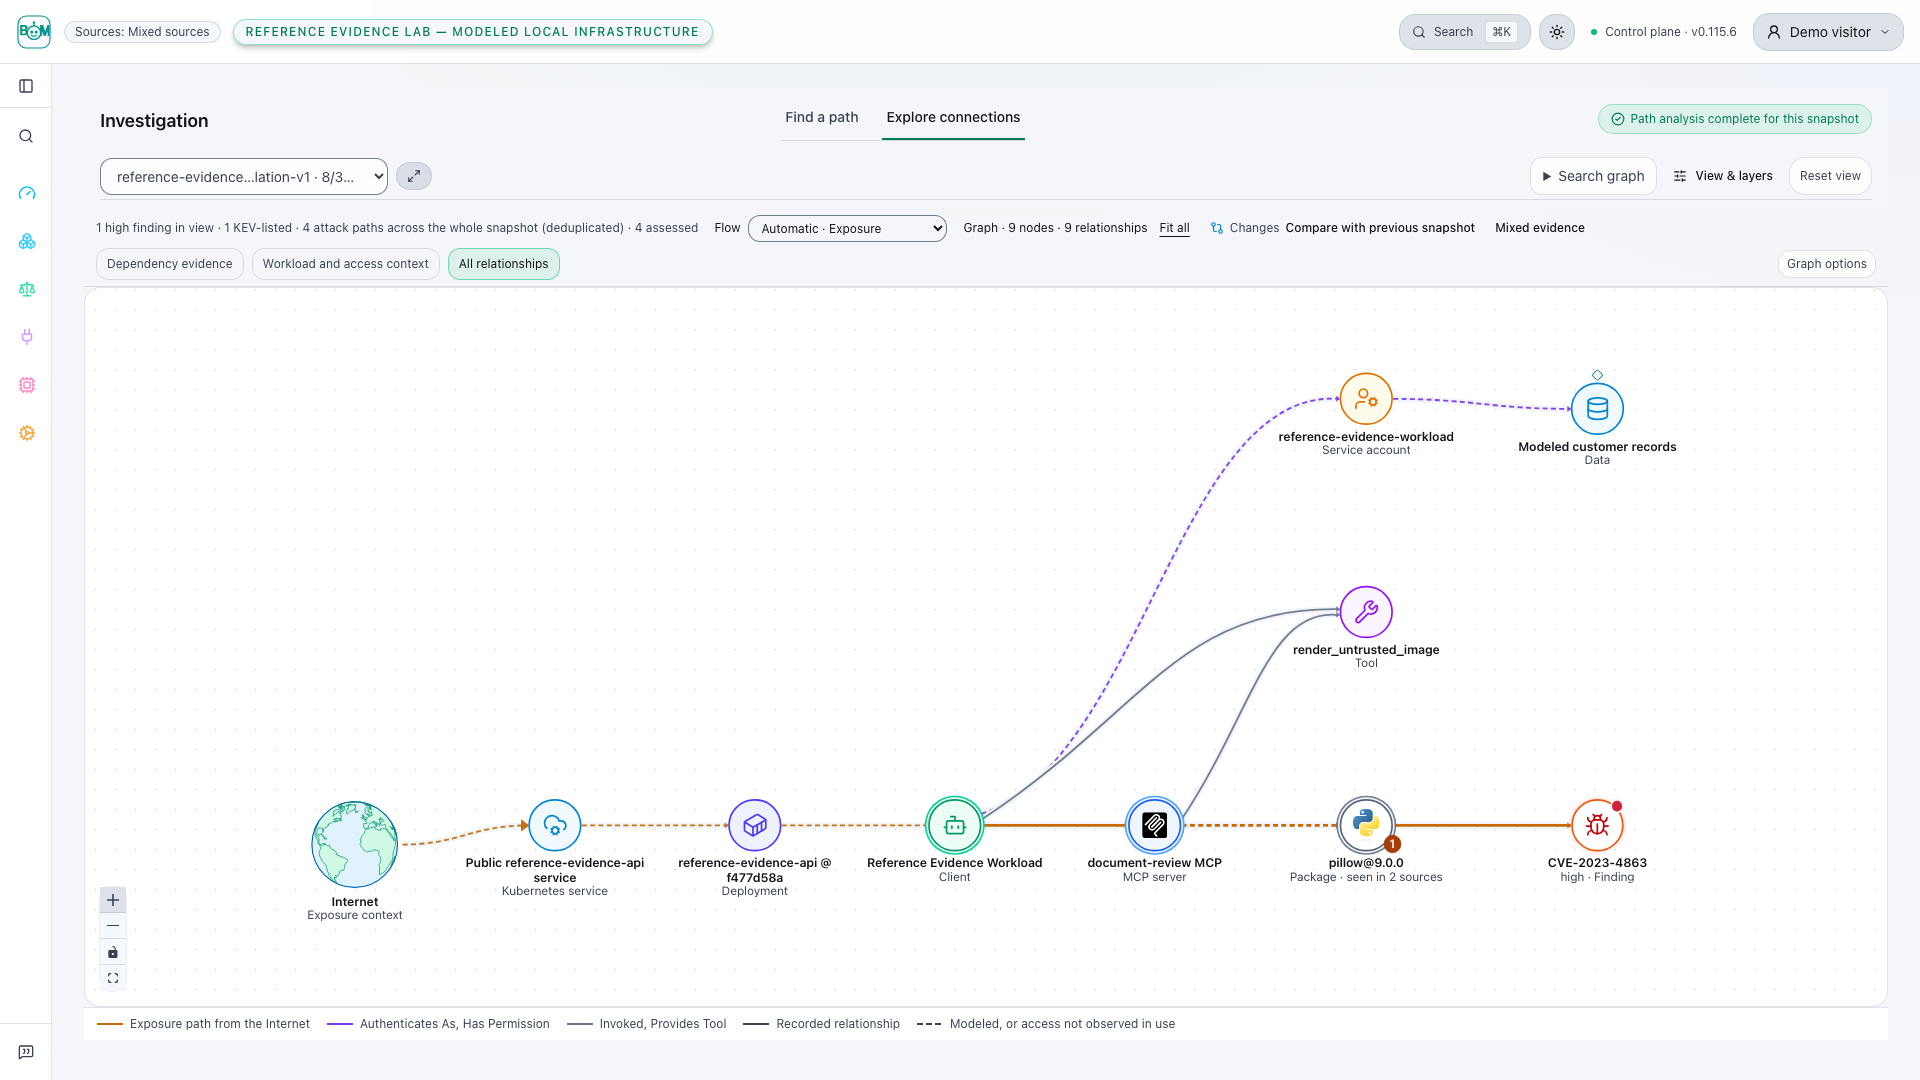 BOM
Sources: Mixed sources
REFERENCE EVIDENCE LAB — MODELED LOCAL INFRASTRUCTURE
Search ⌘K
Control plane · v0.115.6
Demo visitor
Investigation
Find a path
Explore connections
Path analysis complete for this snapshot
reference-evidence...lation-v1 · 8/3...
Search graph
View & layers
Reset view
1 high finding in view · 1 KEV-listed · 4 attack paths across the whole snapshot (deduplicated) · 4 assessed
Flow
Automatic · Exposure
Graph · 9 nodes · 9 relationships
Fit all
Changes
Compare with previous snapshot
Mixed evidence
Dependency evidence
Workload and access context
All relationships
Graph options
reference-evidence-workload
Service account
Modeled customer records
Data
render_untrusted_image
Tool
Internet
Exposure context
Public reference-evidence-api
service
Kubernetes service
reference-evidence-api @
f477d58a
Deployment
Reference Evidence Workload
Client
document-review MCP
MCP server
1
pillow@9.0.0
Package · seen in 2 sources
CVE-2023-4863
high · Finding
Exposure path from the Internet
Authenticates As, Has Permission
Invoked, Provides Tool
Recorded relationship
Modeled, or access not observed in use